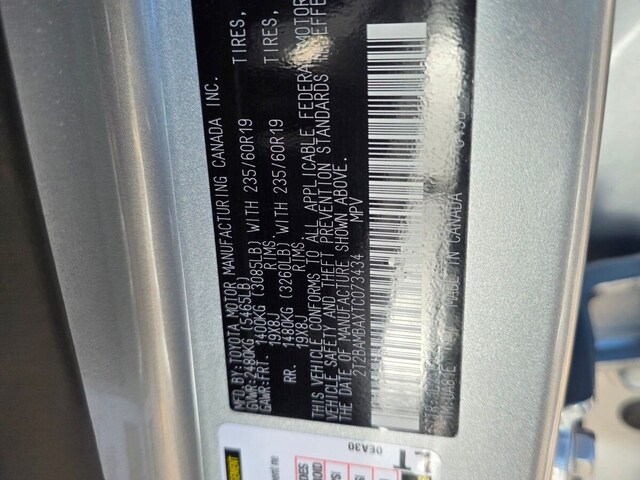 MFD.BY:TOYOTA MOTOR MANUFACTURING CANADA INC.
GVWR:2480KG(5465LB)
GAWR:FRT. 1400KG (3085LB) WITH 235/60R19 TIRES,
19X8J RIMS
RR. 1480KG (3260LB) WITH 235/60R19 TIRES,
19X8J RIMS
THIS VEHICLE CONFORMS TO ALL APPLICABLE FEDERAL MOTOR
VEHICLE SAFETY AND THEFT PREVENTION STANDARDS IN EFFE
THE DATE OF MANUFACTURE SHOWN ABOVE.
2T2BAMBAXTC073434 MPV
MADE IN CANADA
0EA30